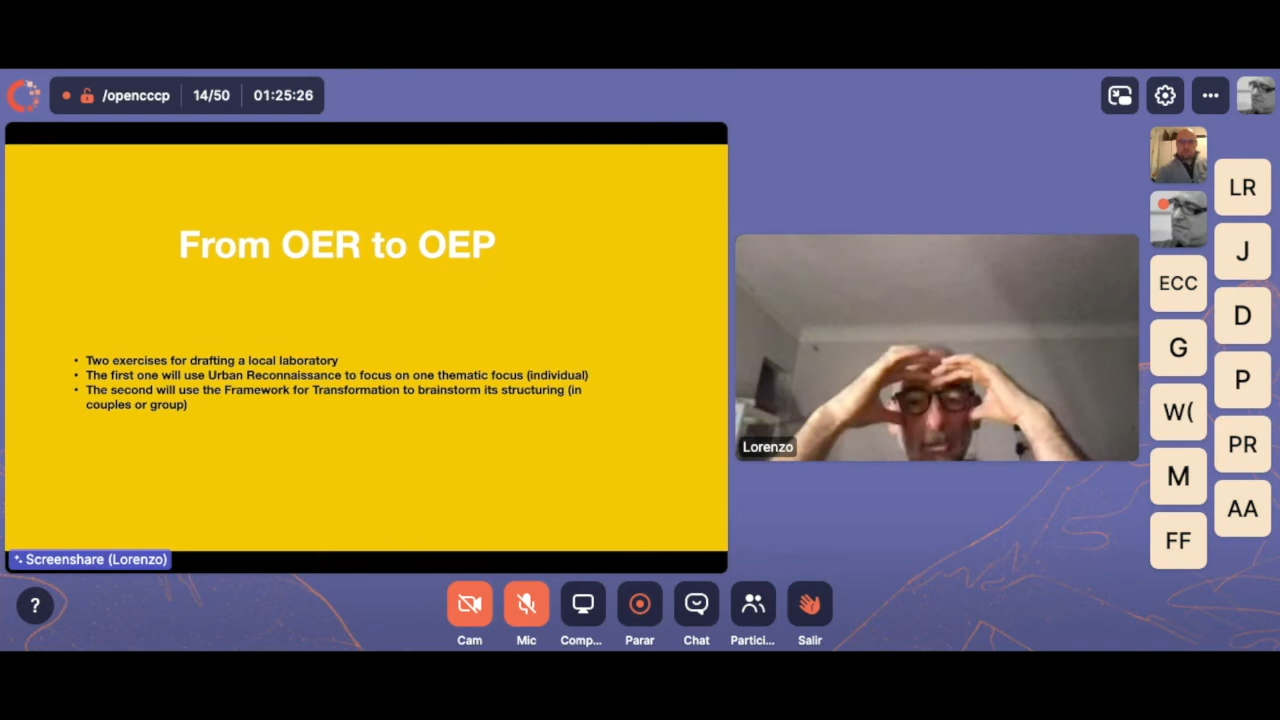 /opencccp
14/50
01:25:26
From OER to OEP
• Two exercises for drafting a local laboratory
• The first one will use Urban Reconnaissance to focus on one thematic focus (individual)
• The second will use the Framework for Transformation to brainstorm its structuring (in
couples or group)
Screenshare (Lorenzo)
Lorenzo
LR
J
ECC
D
G
P
W(
PR
M
AA
FF
?
Cam
Mic
Comp...
Parar
Chat
Partici...
Salir